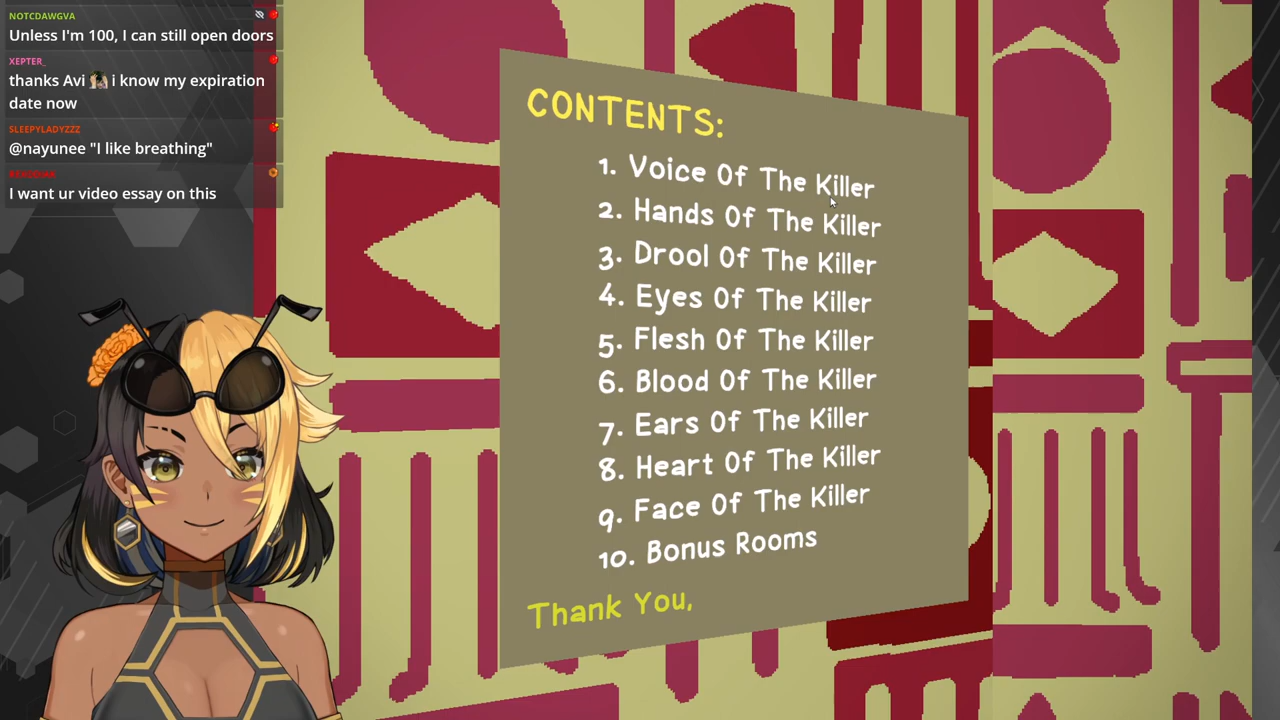 NOTCDAWGVA
Unless I'm 100, I can still open doors
XEPTER_
thanks Avi i know my expiration
date now
SLEEPYLADYZZZ
@nayunee "I like breathing"
I want ur video essay on this
CONTENTS:
1. Voice Of The Killer
2. Hands Of The Killer
3. Drool Of The Killer
4. Eyes Of The Killer
5. Flesh Of The Killer
6. Blood Of The Killer
7. Ears Of The Killer
8. Heart Of The Killer
9. Face Of The Killer
10. Bonus Rooms
Thank You,